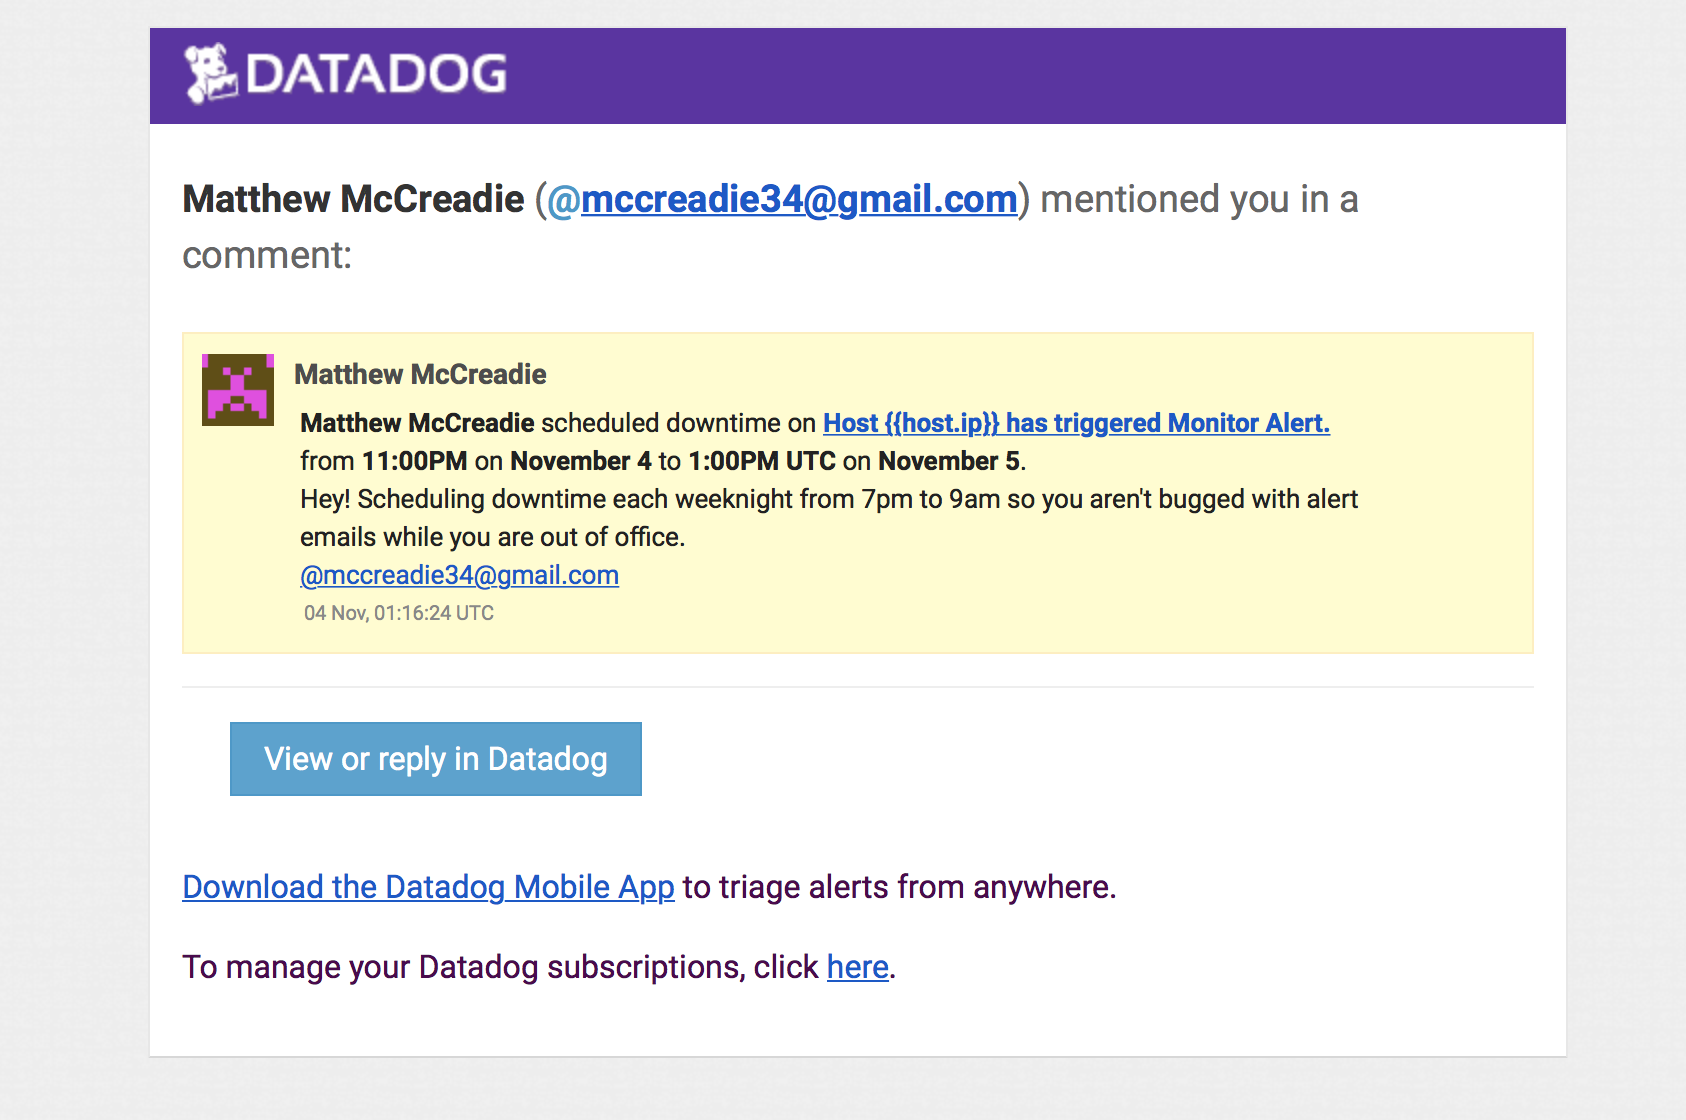 DATADOG
Matthew McCreadie (@mccreadie34@gmail.com) mentioned you in a
comment:
Matthew McCreadie
Matthew McCreadie scheduled downtime on Host {{host.ip}} has triggered Monitor Alert.
from 11:00PM on November 4 to 1:00PM UTC on November 5.
Hey! Scheduling downtime each weeknight from 7pm to 9am so you aren't bugged with alert
emails while you are out of office.
@mccreadie34@gmail.com
04 Nov, 01:16:24 UTC
View or reply in Datadog
Download the Datadog Mobile App to triage alerts from anywhere.
To manage your Datadog subscriptions, click here.